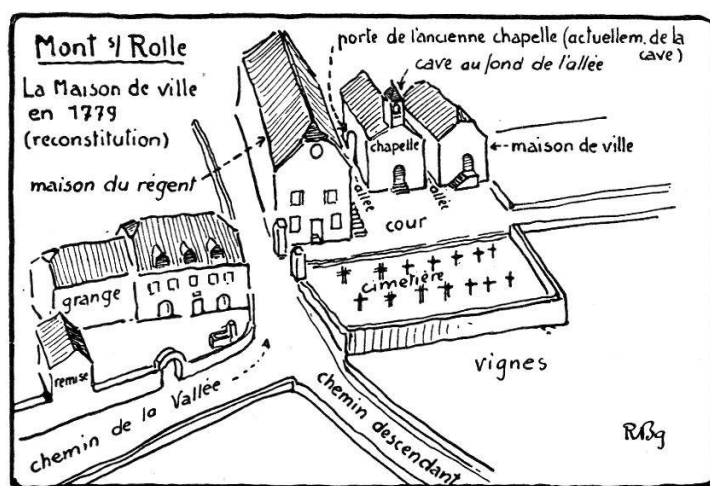 Mont s/ Rolle
La Maison de ville
en 1779
(reconstitution)
porte de l'ancienne chapelle (actuellem. de la
cave)
cave au fond de l'allée
chapelle
maison de ville
maison du régent
allée
allée
cour
cimetière
grange
remise
vignes
chemin de la Vallée
chemin descendant
RBg